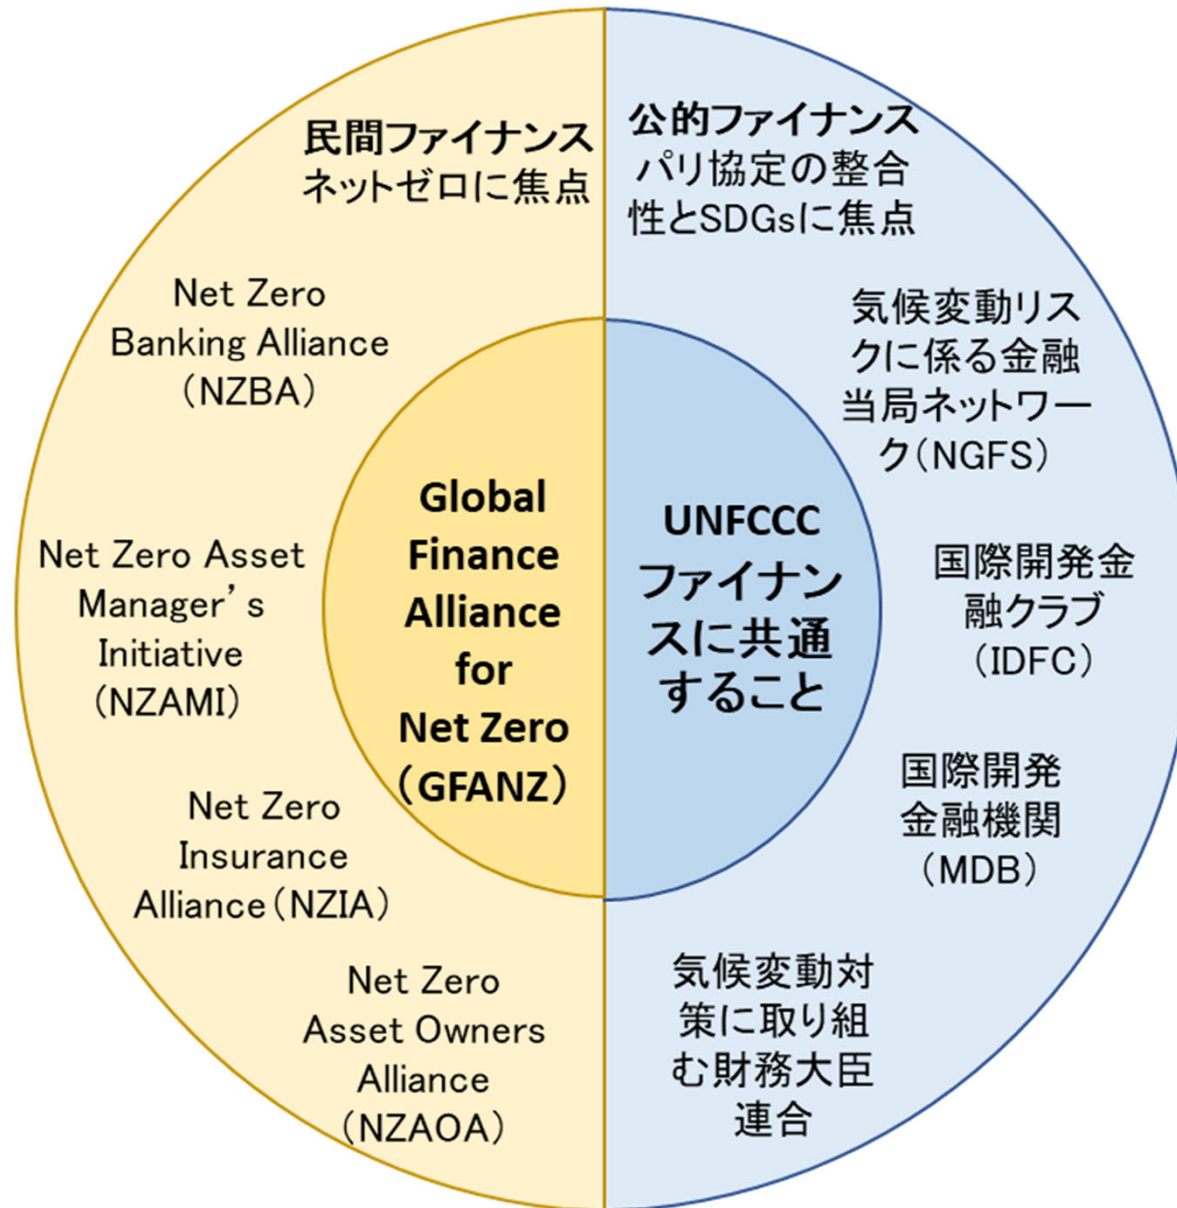 民間ファイナンス
ネットゼロに焦点
Net Zero
Banking Alliance
(NZBA)
Net Zero Asset
Manager’s
Initiative
(NZAMI)
Net Zero
Insurance
Alliance(NZIA)
Net Zero
Asset Owners
Alliance
(NZAOA)
Global
Finance
Alliance
for
Net Zero
(GFANZ)
公的ファイナンス
パリ協定の整合
性とSDGsに焦点
UNFCCC
ファイナン
スに共通
すること
気候変動リス
クに係る金融
当局ネットワー
ク(NGFS)
国際開発金
融クラブ
(IDFC)
国際開発
金融機関
(MDB)
気候変動対
策に取り組
む財務大臣
連合